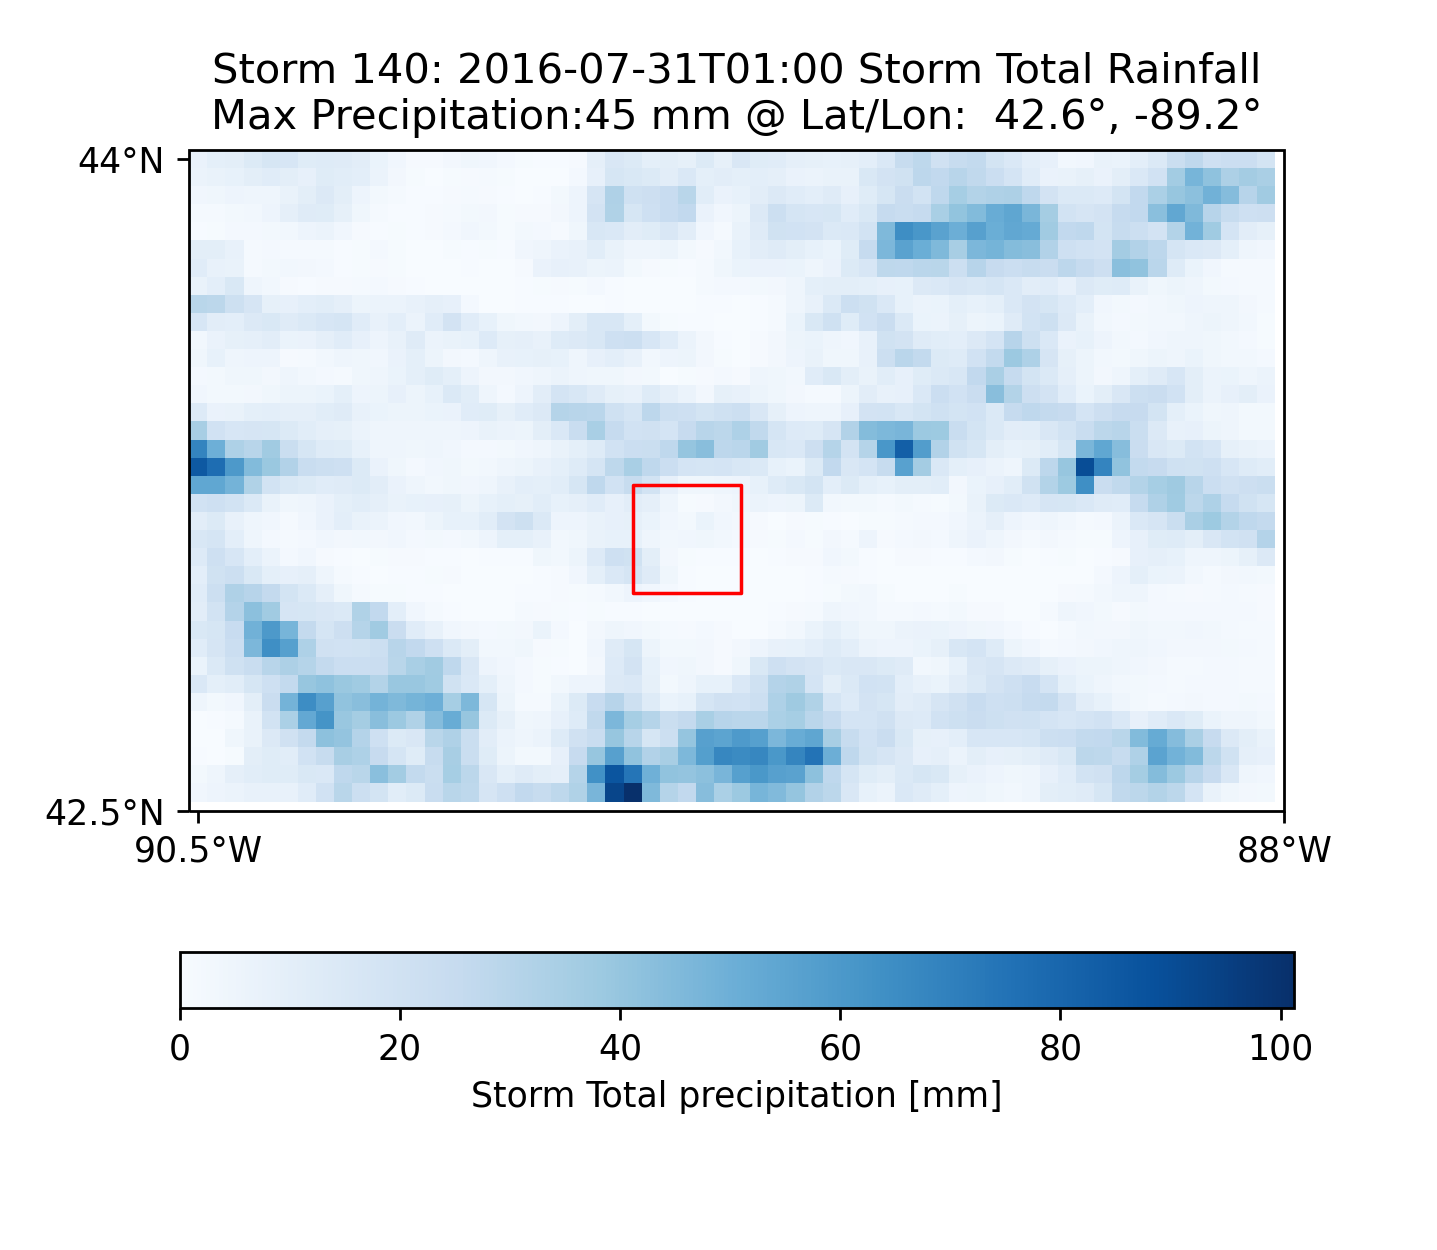 Storm 140: 2016-07-31T01:00 Storm Total Rainfall
Max Precipitation:45 mm @ Lat/Lon:  42.6°, -89.2°
44°N
42.5°N
90.5°W 88°W
0 20 40 60 80 100
Storm Total precipitation [mm]